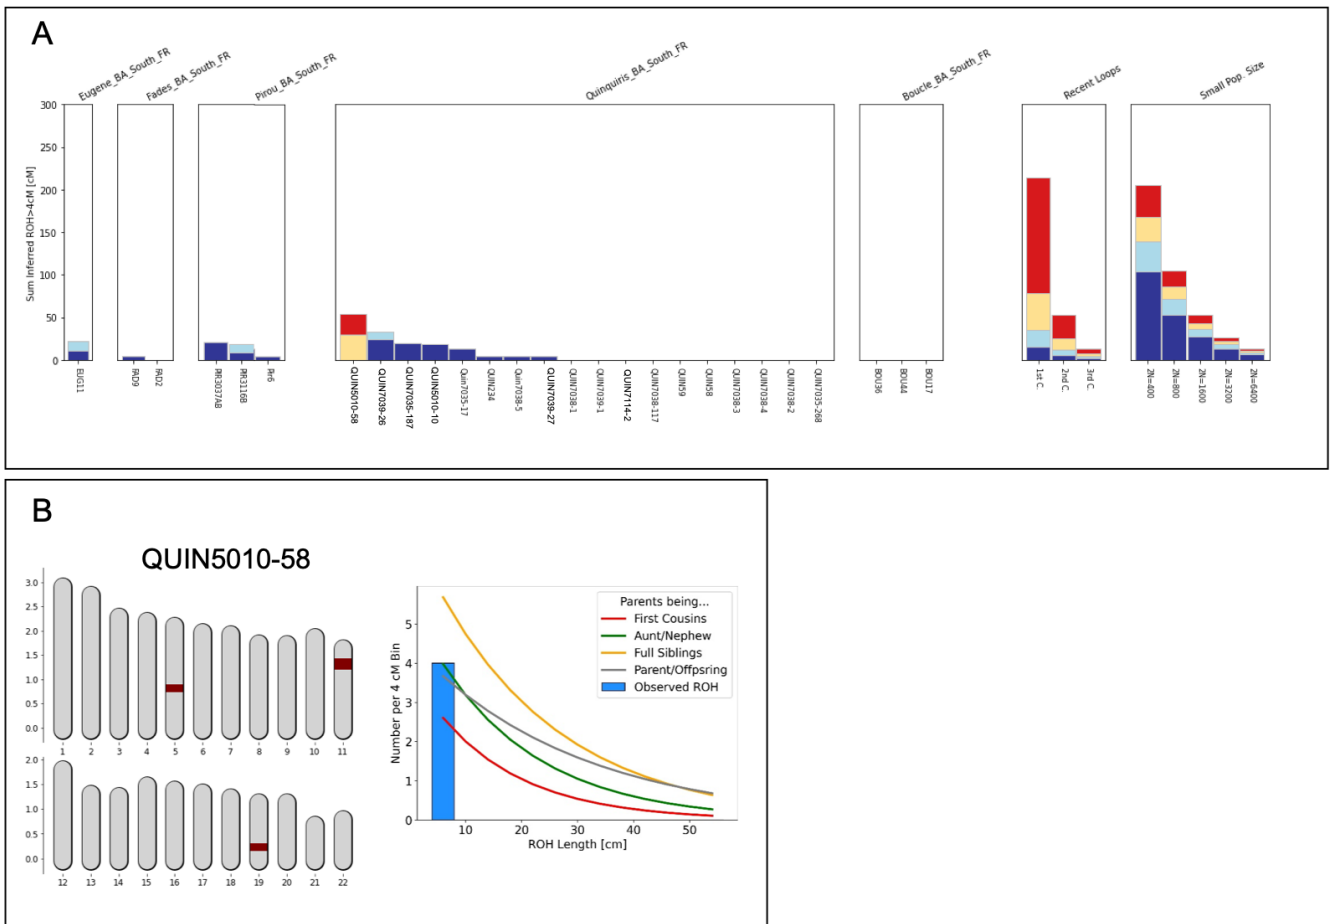 A
Eugene_BA_South_FR
Fades_BA_South_FR
Pirou_BA_South_FR
Quinquiris_BA_South_FR
Boucle_BA_South_FR
Recent Loops
Small Pop. Size
Sum Inferred ROH>4cM [cM]
300
250
200
150
100
50
0
EUG11
FAD9
FAD2
PIR3037AB
PIR3116B
Pir6
QUIN5010-58
QUIN7039-26
QUIN7035-187
QUIN5010-10
Quin7035-17
QUIN234
Quin7038-5
QUIN7039-27
QUIN7038-1
QUIN7039-1
QUIN7114-2
QUIN7038-117
QUIN59
QUIN58
QUIN7038-3
QUIN7038-4
QUIN7038-2
QUIN7035-268
BOU36
BOU44
BOU17
1st C.
2nd C.
3rd C.
2N=400
2N=800
2N=1600
2N=3200
2N=6400
B
QUIN5010-58
3.0
2.5
2.0
1.5
1.0
0.5
0.0
1 2 3 4 5 6 7 8 9 10 11
2.0
1.5
1.0
0.5
0.0
12 13 14 15 16 17 18 19 20 21 22
Number per 4 cM Bin
5
4
3
2
1
0
10 20 30 40 50
ROH Length [cm]
Parents being...
First Cousins
Aunt/Nephew
Full Siblings
Parent/Offpsring
Observed ROH